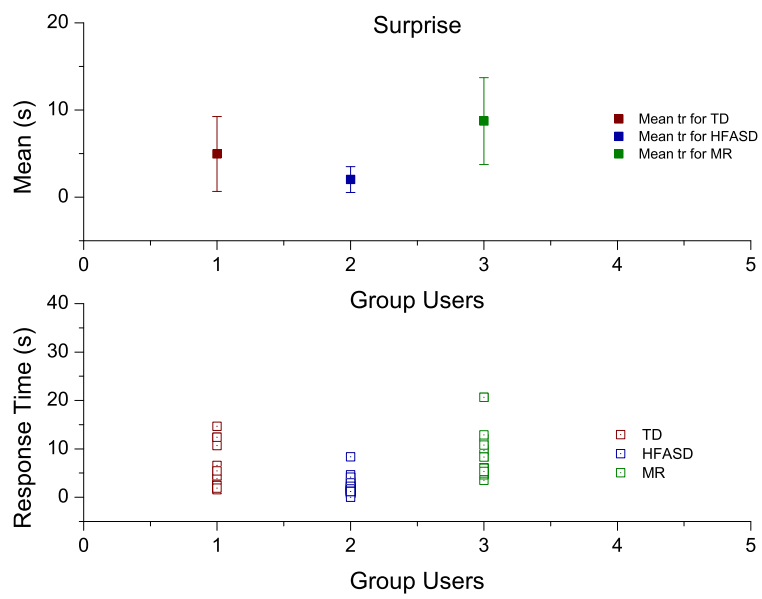 Surprise
20
10
0
Mean (s)
Mean tr for TD
Mean tr for HFASD
Mean tr for MR
0 1 2 3 4 5
Group Users
40
30
20
10
0
Response Time (s)
TD
HFASD
MR
0 1 2 3 4 5
Group Users